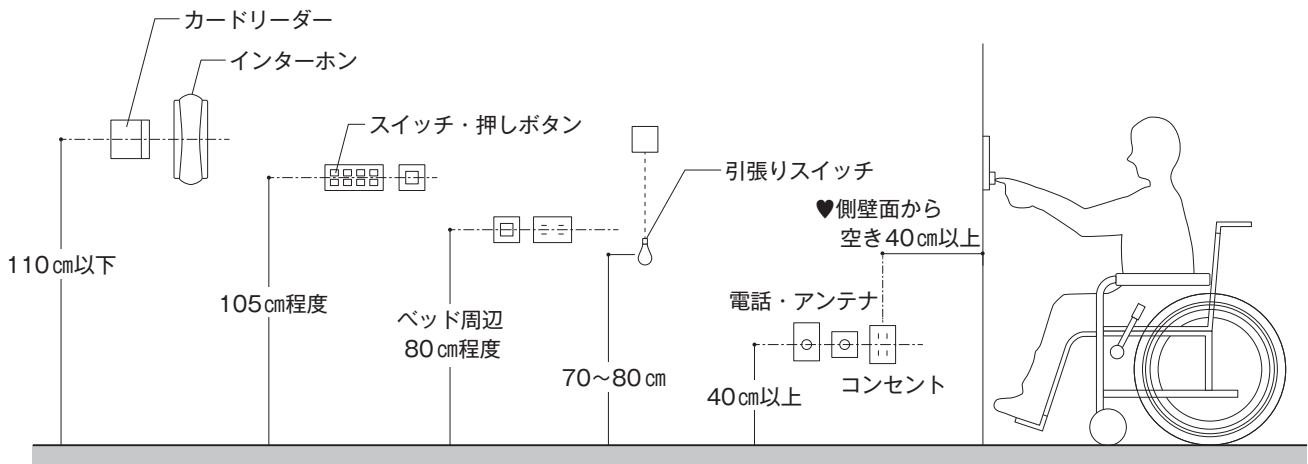 カードリーダー
インターホン
スイッチ・押しボタン
引張りスイッチ
♥側壁面から
空き40㎝以上
110㎝以下
105㎝程度
ベッド周辺
80㎝程度
70〜80㎝
電話・アンテナ
40㎝以上
コンセント